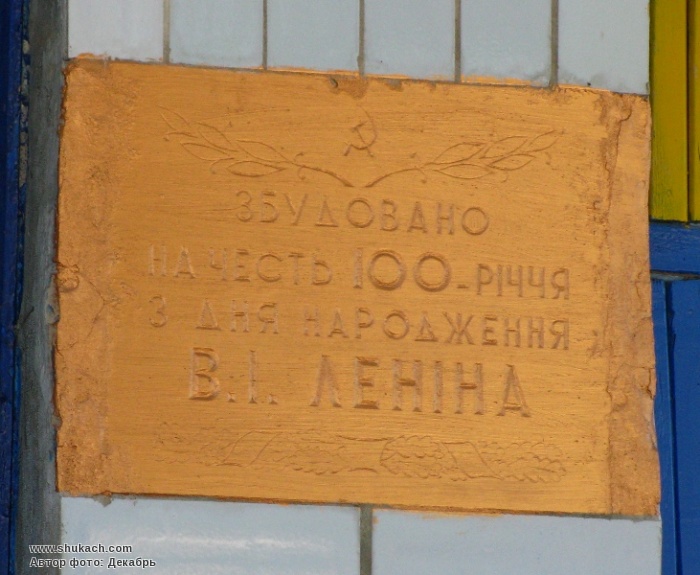 ЗБУДОВАНО
НА ЧЕСТЬ 100-РІЧЧЯ
З ДНЯ НАРОДЖЕННЯ
В.І. ЛЕНІНА
www.shukach.com
Автор фото: Декабрь